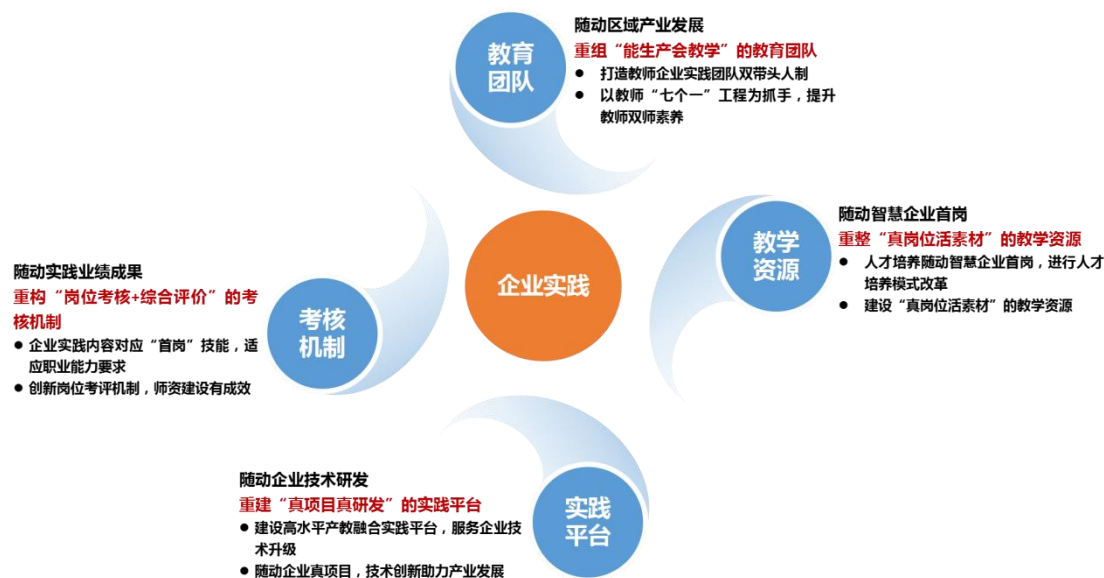 教育
团队
随动区域产业发展
重组“能生产会教学”的教育团队
● 打造教师企业实践团队双带头人制
● 以教师“七个一”工程为抓手，提升
教师双师素养
企业实践
教学
资源
随动智慧企业首岗
重整“真岗位活素材”的教学资源
● 人才培养随动智慧企业首岗，进行人才
培养模式改革
● 建设“真岗位活素材”的教学资源
随动实践业绩成果
重构“岗位考核+综合评价”的考
核机制
● 企业实践内容对应“首岗”技能，适
应职业能力要求
● 创新岗位考评机制，师资建设有成效
考核
机制
随动企业技术研发
重建“真项目真研发”的实践平台
● 建设高水平产教融合实践平台，服务企业技
术升级
● 随动企业真项目，技术创新助力产业发展
实践
平台